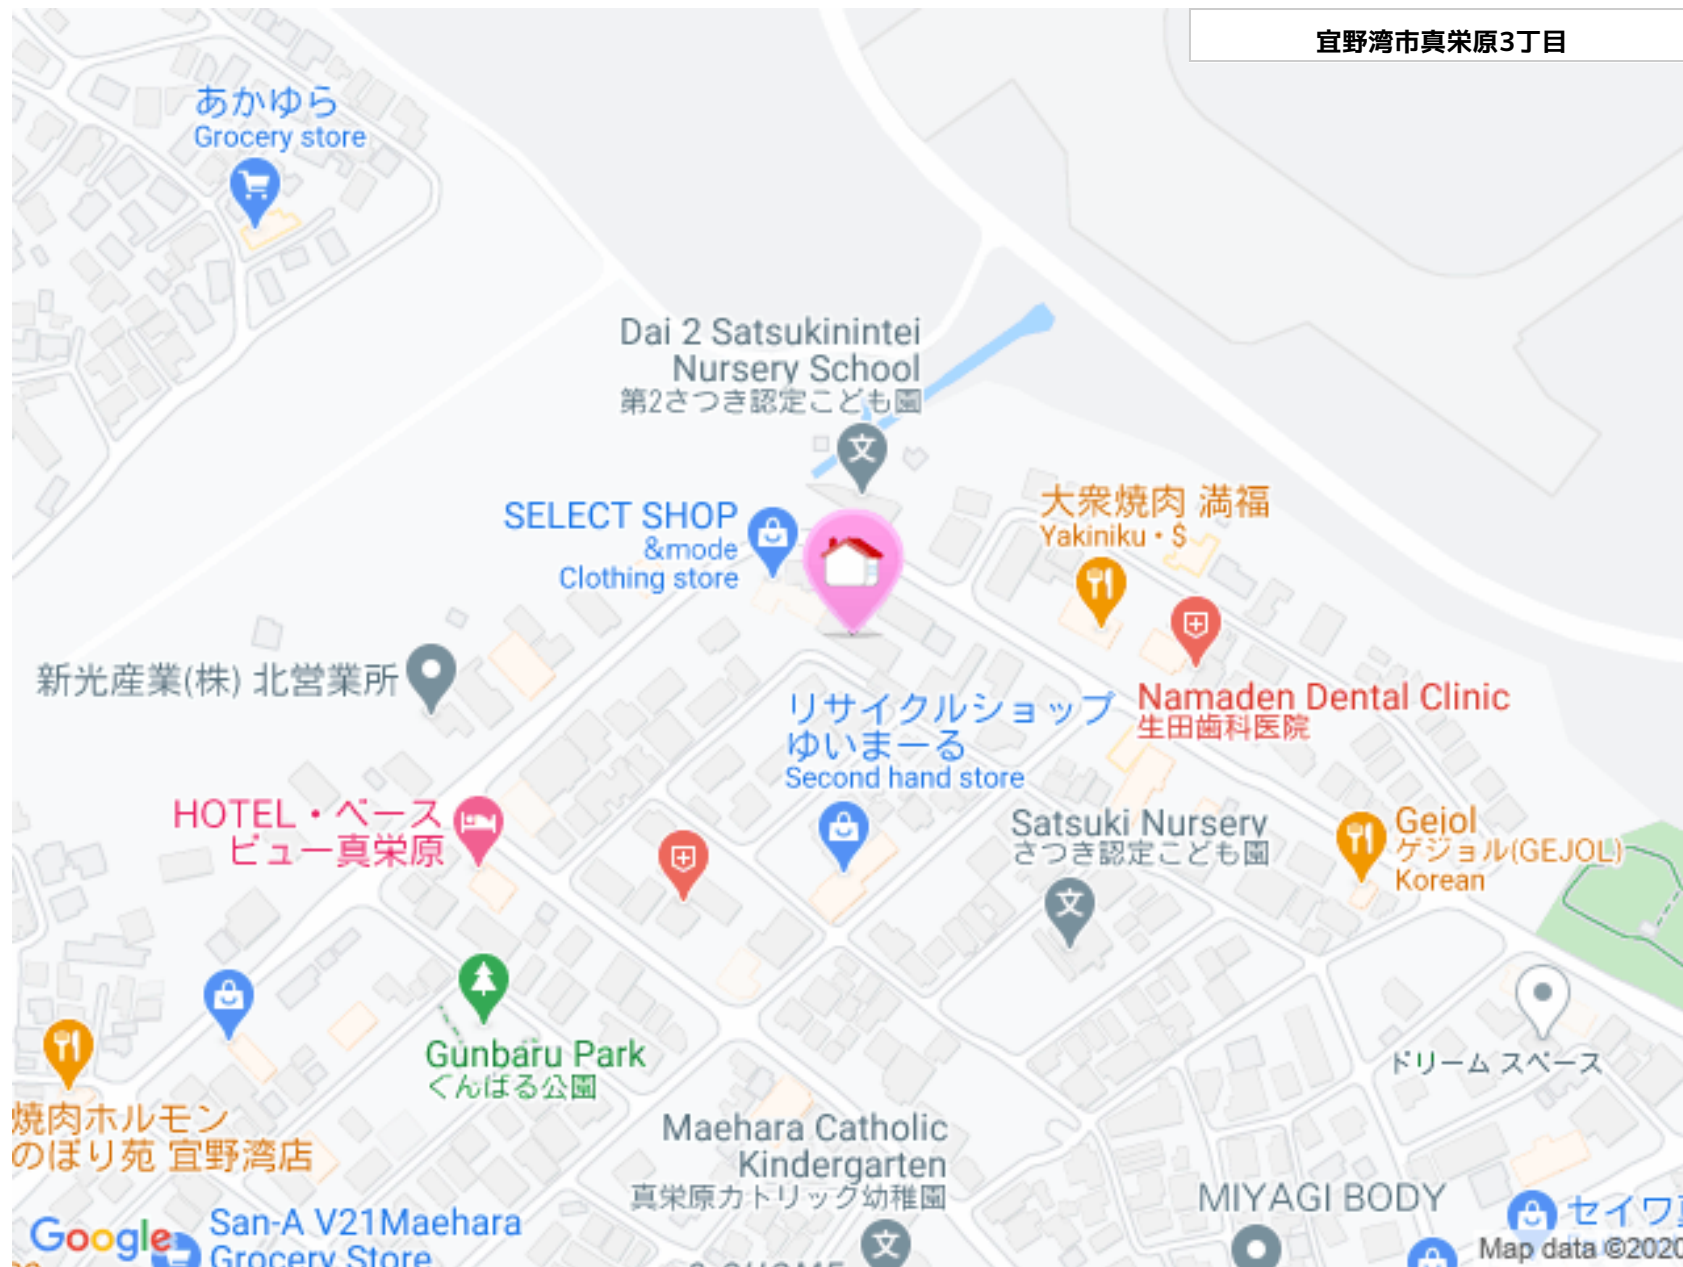 宜野湾市真栄原3丁目
あかゆら
Grocery store
Dai 2 Satsukinintei
Nursery School
第2さつき認定こども園
SELECT SHOP
&mode
Clothing store
大衆焼肉 満福
Yakiniku・$
新光産業(株) 北営業所
リサイクルショップ
ゆいまーる
Second hand store
Namaden Dental Clinic
生田歯科医院
HOTEL・ベース
ビュー真栄原
Satsuki Nursery
さつき認定こども園
Gejol
ゲジョル(GEJOL)
Korean
Gunbaru Park
ぐんばる公園
ドリーム スペース
焼肉ホルモン
のぼり苑 宜野湾店
Maehara Catholic
Kindergarten
真栄原カトリック幼稚園
MIYAGI BODY
San-A V21Maehara
Grocery Store
セイワ
Google
Map data ©2020